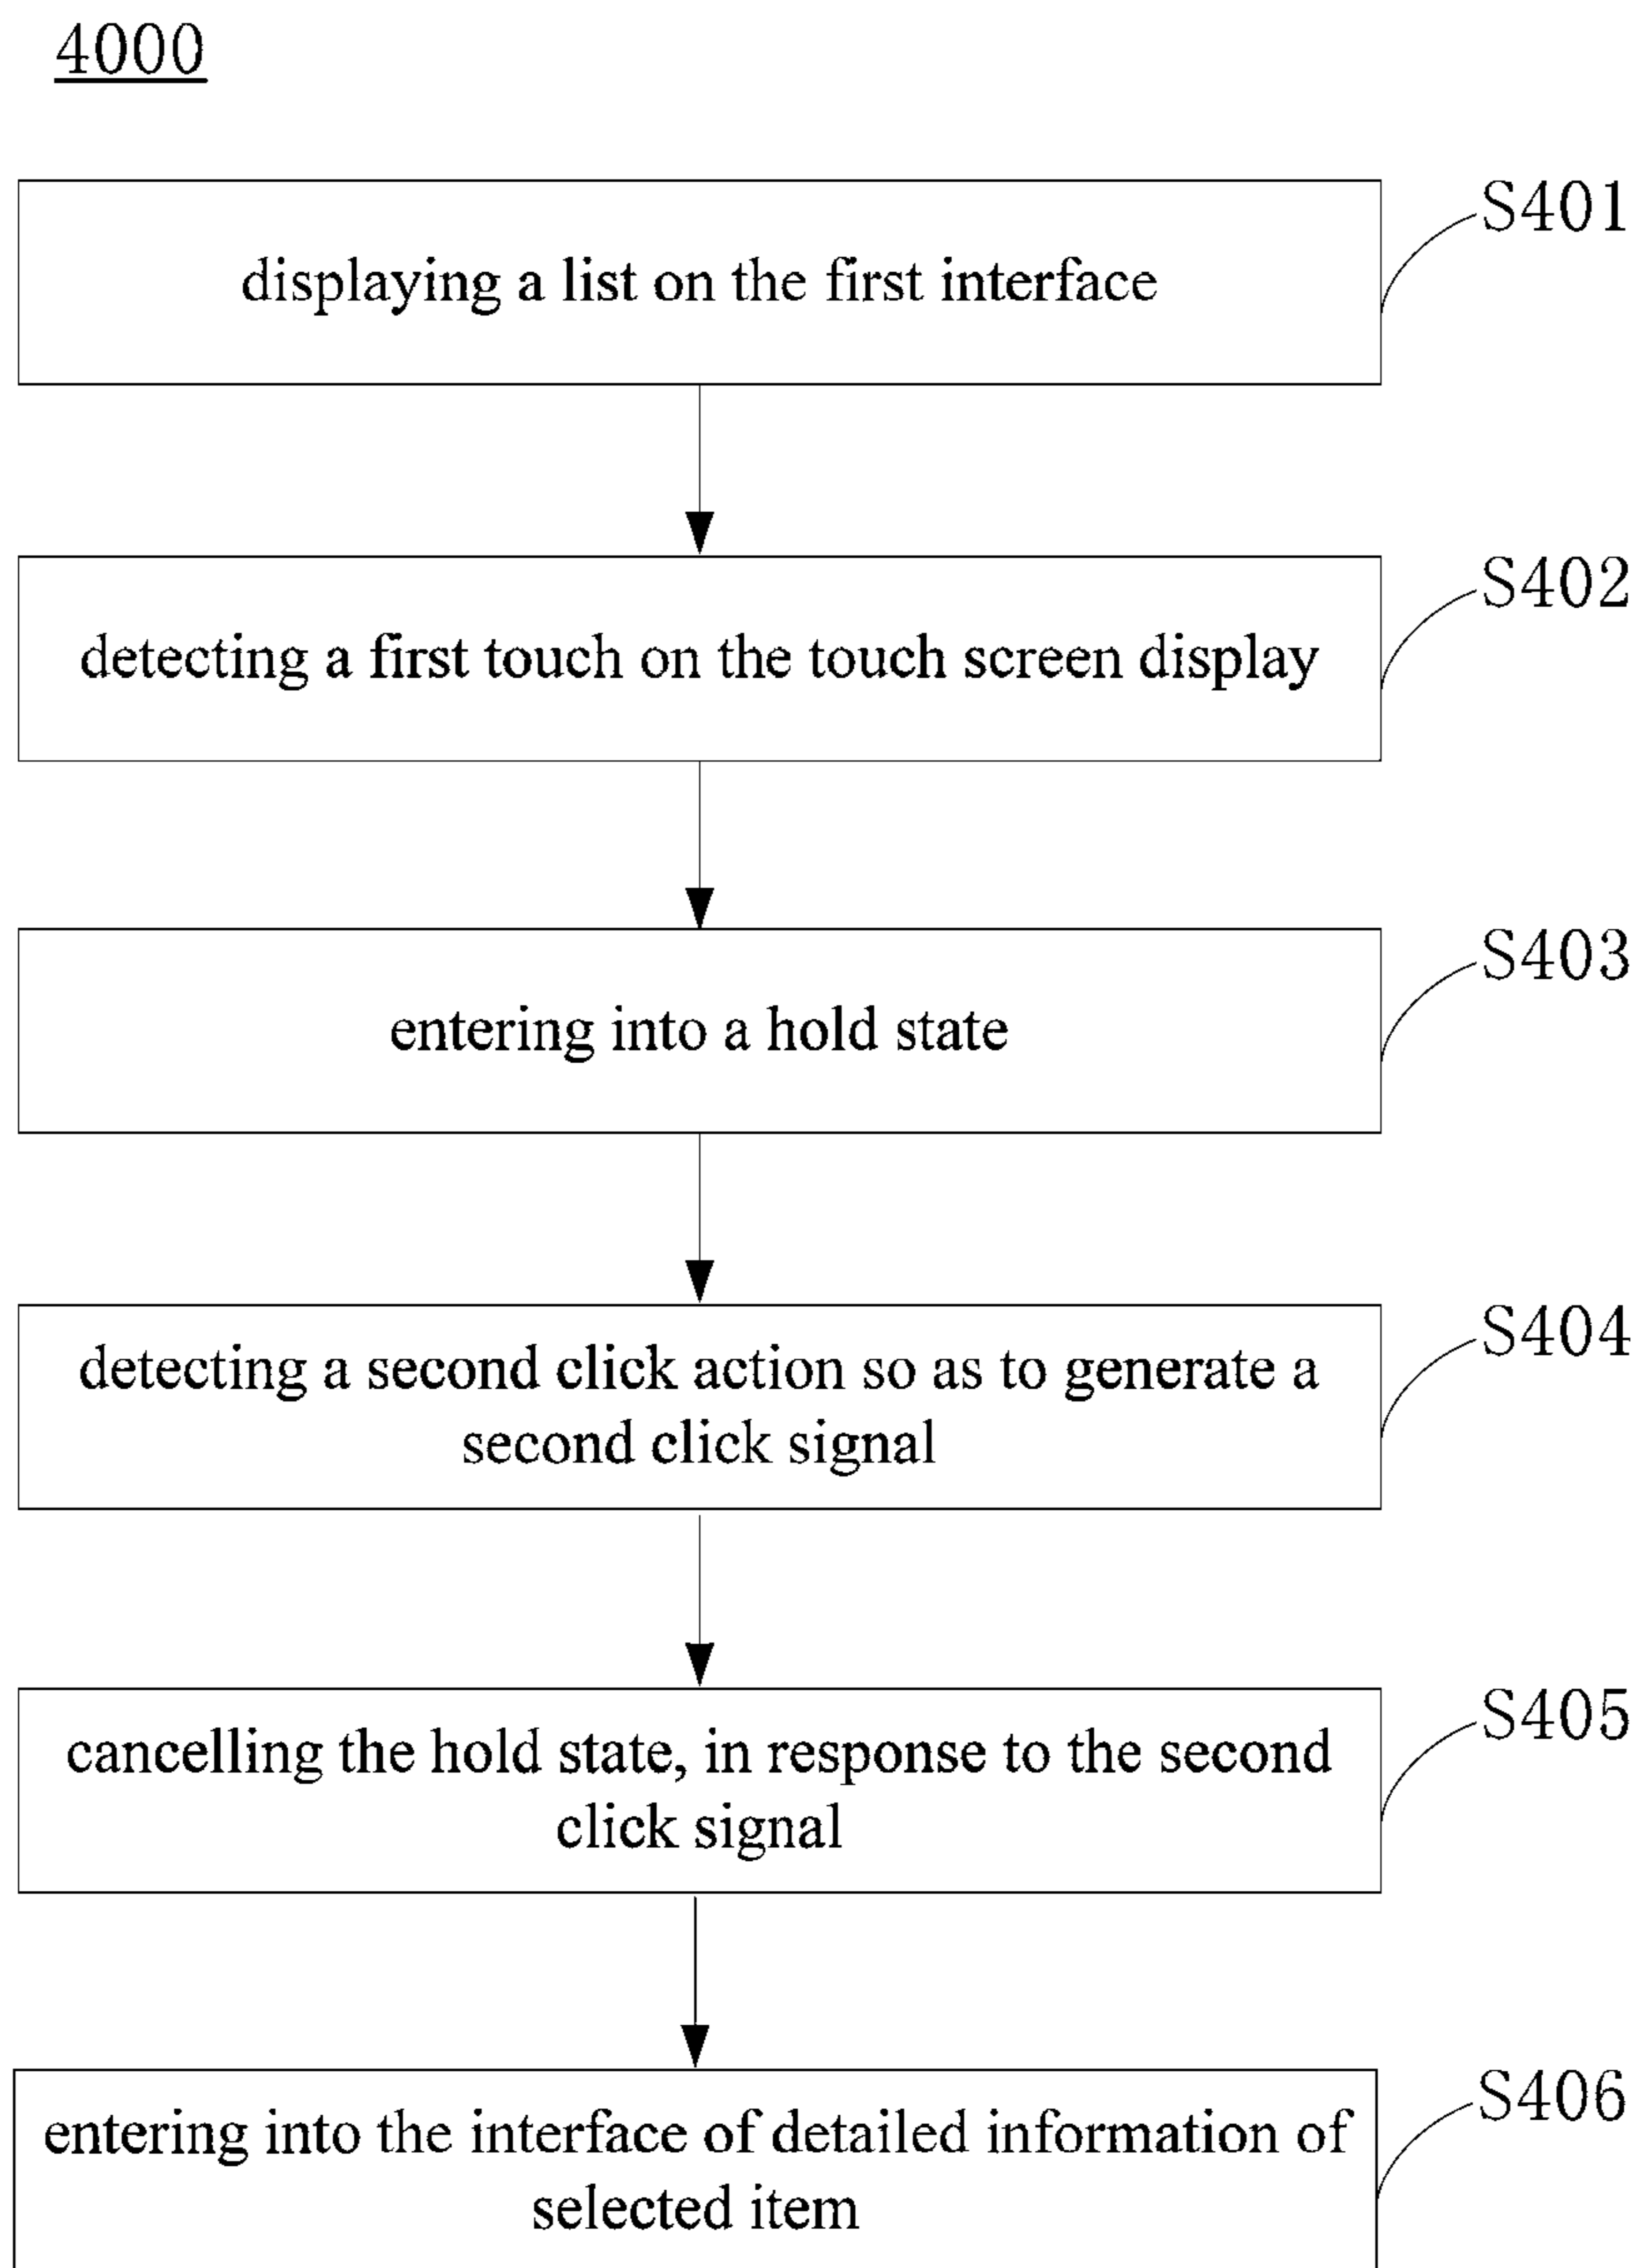 4000
displaying a list on the first interface
S401
detecting a first touch on the touch screen display
S402
entering into a hold state
S403
detecting a second click action so as to generate a
second click signal
S404
cancelling the hold state, in response to the second
click signal
S405
entering into the interface of detailed information of
selected item
S406